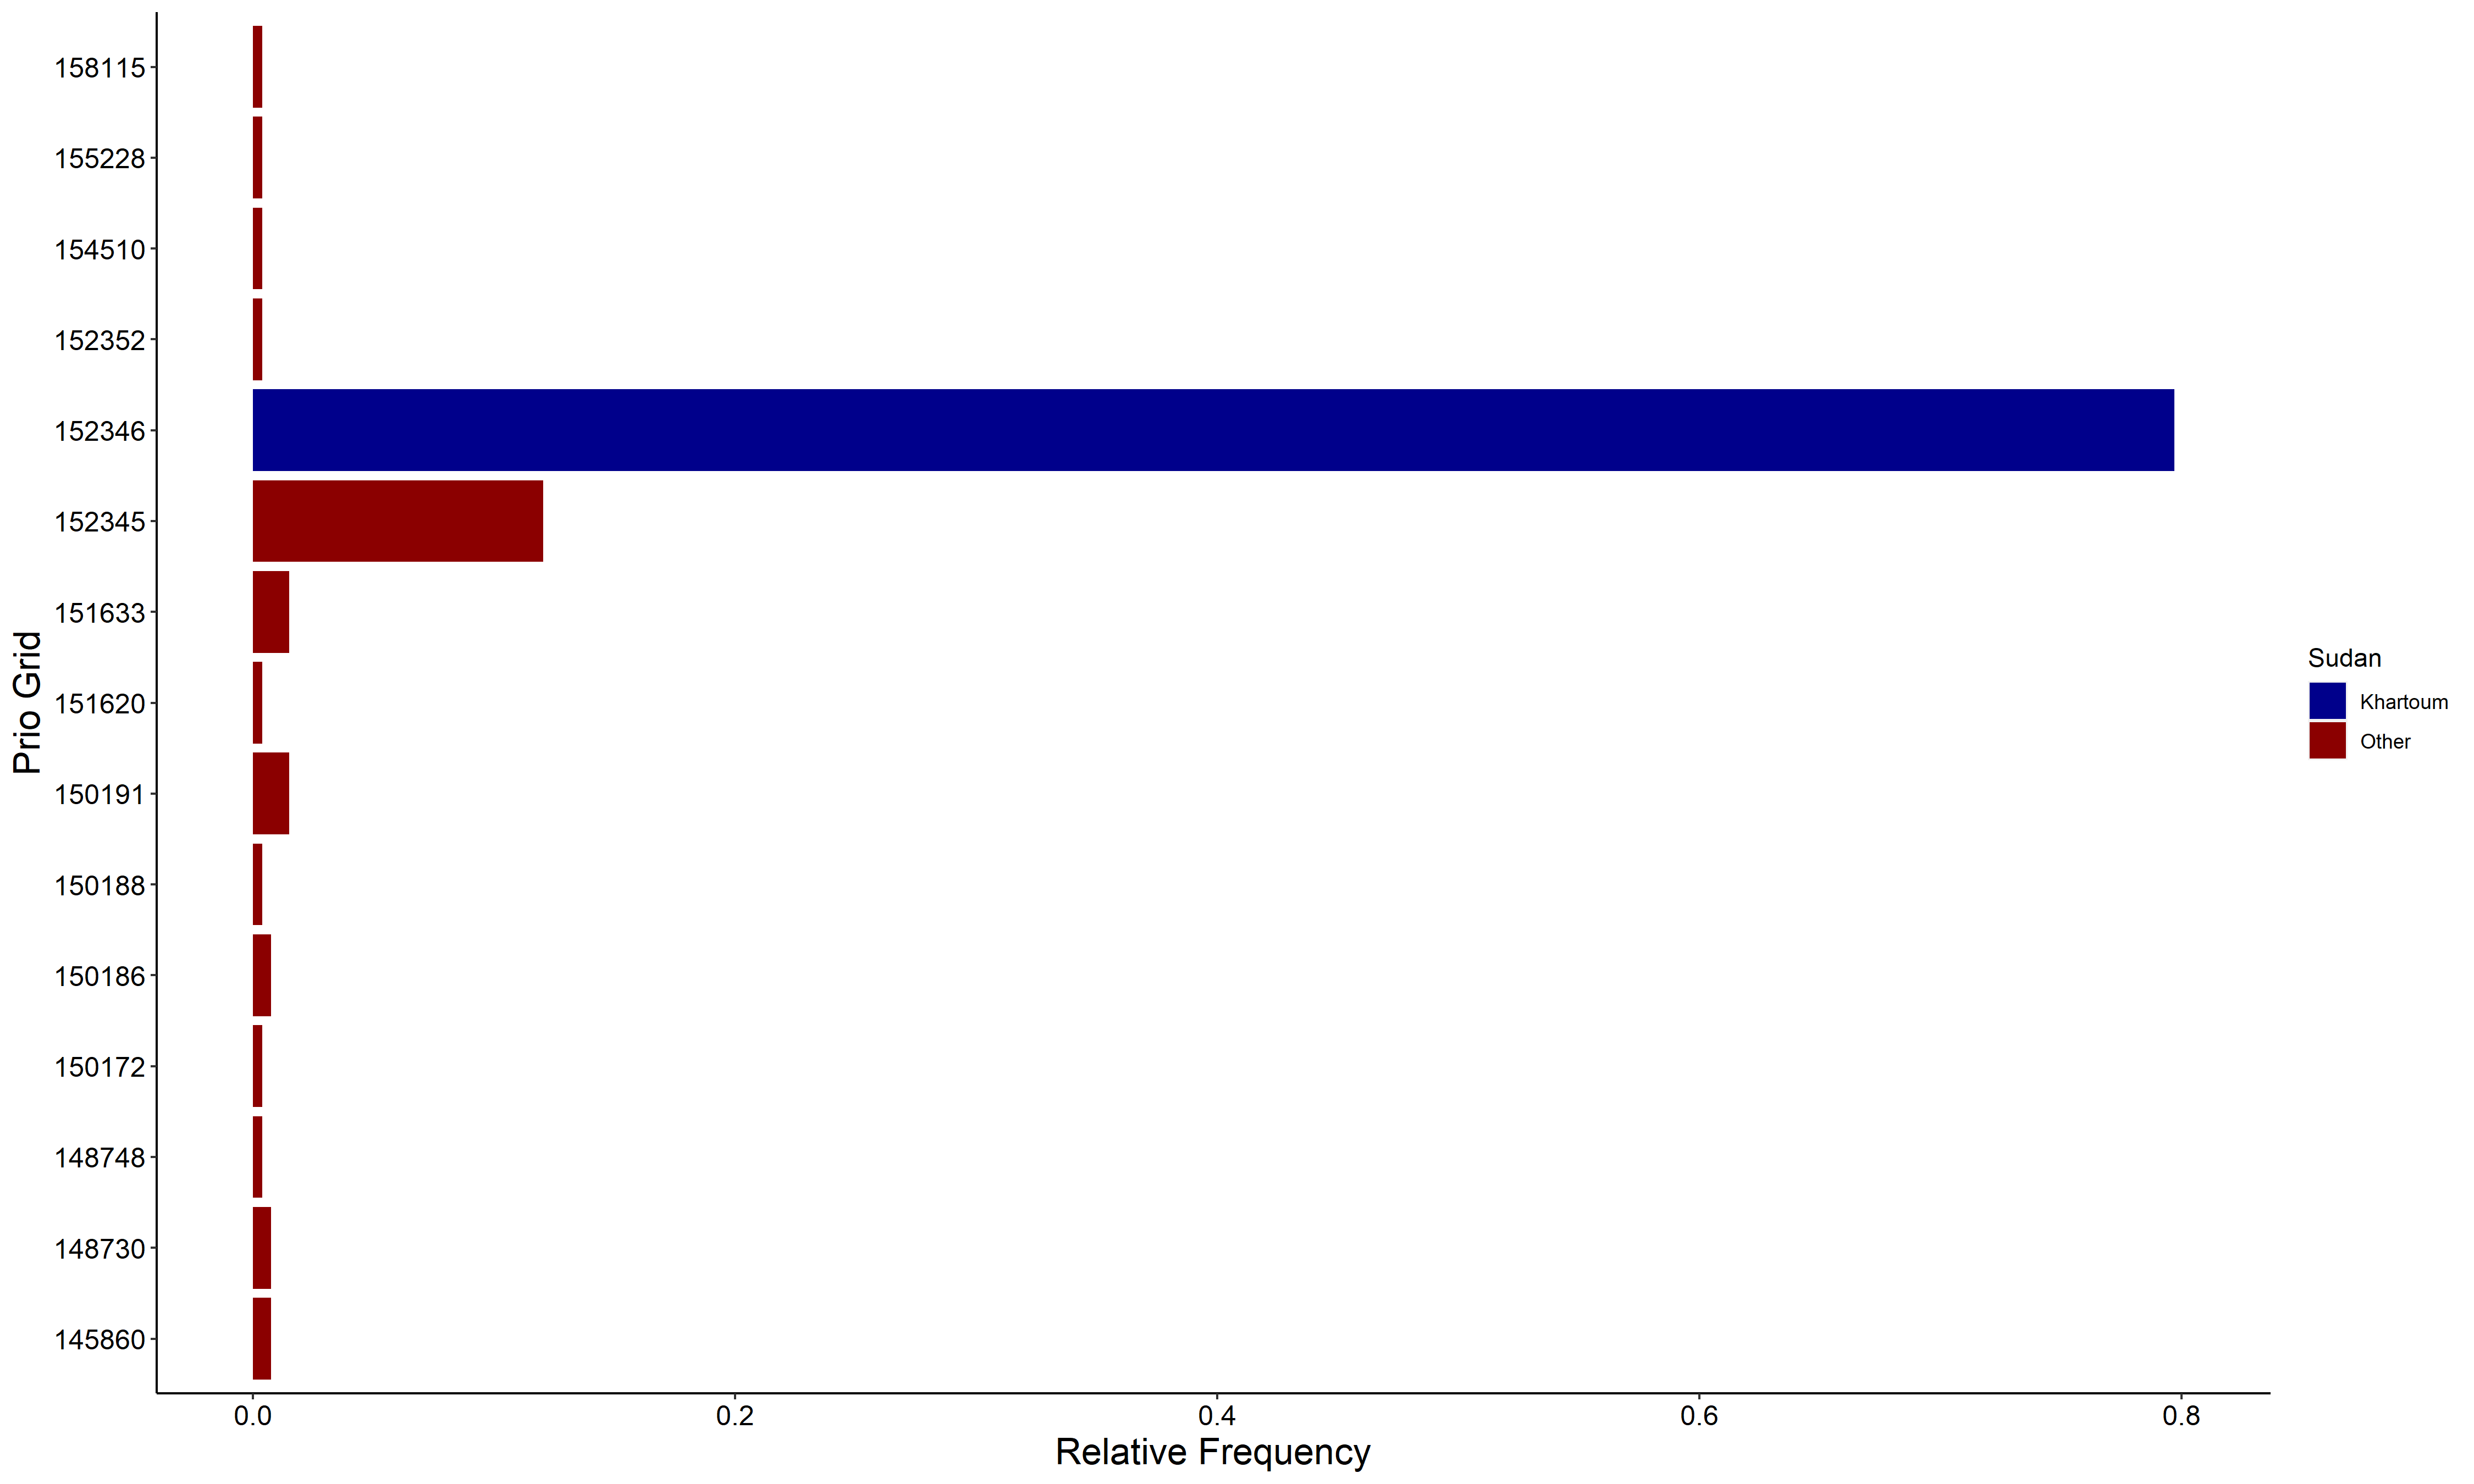 158115
155228
154510
152352
152346
152345
151633
151620
150191
150188
150186
150172
148748
148730
145860
Prio Grid
0.0 0.2 0.4 0.6 0.8
Relative Frequency
Sudan
Khartoum
Other